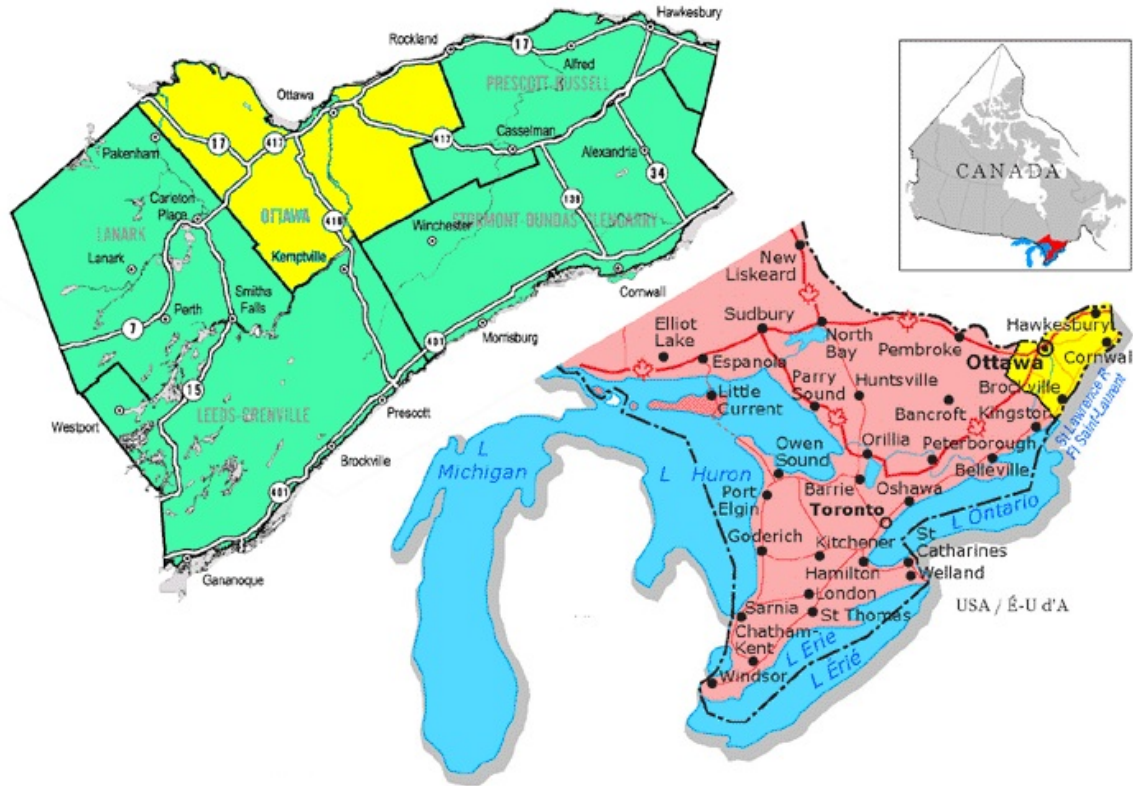 Hawkesbury
Rockland
17
Alfred
PRESCOTT-RUSSELL
Ottawa
17
417
417
Casselman
Pakenham
Alexandria
34
Carleton
Place
138
OTTAWA
416
STORMONT-DUNDAS-GLENGARRY
Winchester
LANARK
Lanark
Kemptville
Cornwall
Perth
Smiths
Falls
7
Morrisburg
401
15
LEEDS-GRENVILLE
Prescott
Westport
Brockville
401
Gananoque
CANADA
New
Liskeard
Sudbury
North
Bay
Hawkesbury
Elliot
Lake
Espanola
Pembroke
Ottawa
Cornwal
Little
Current
Parry
Sound
Huntsville
Brockville
Bancroft
Kingston
St Lawrence R
Fl Saint-Laurent
L
Michigan
L Huron
Owen
Sound
Orillia
Peterborough
Belleville
Port
Elgin
Barrie
Oshawa
Toronto
L Ontario
Goderich
Kitchener
St
Catharines
Hamilton
Welland
London
USA / É-U d'A
Sarnia
St Thomas
Chatham-
Kent
L Erie
L Érié
Windsor